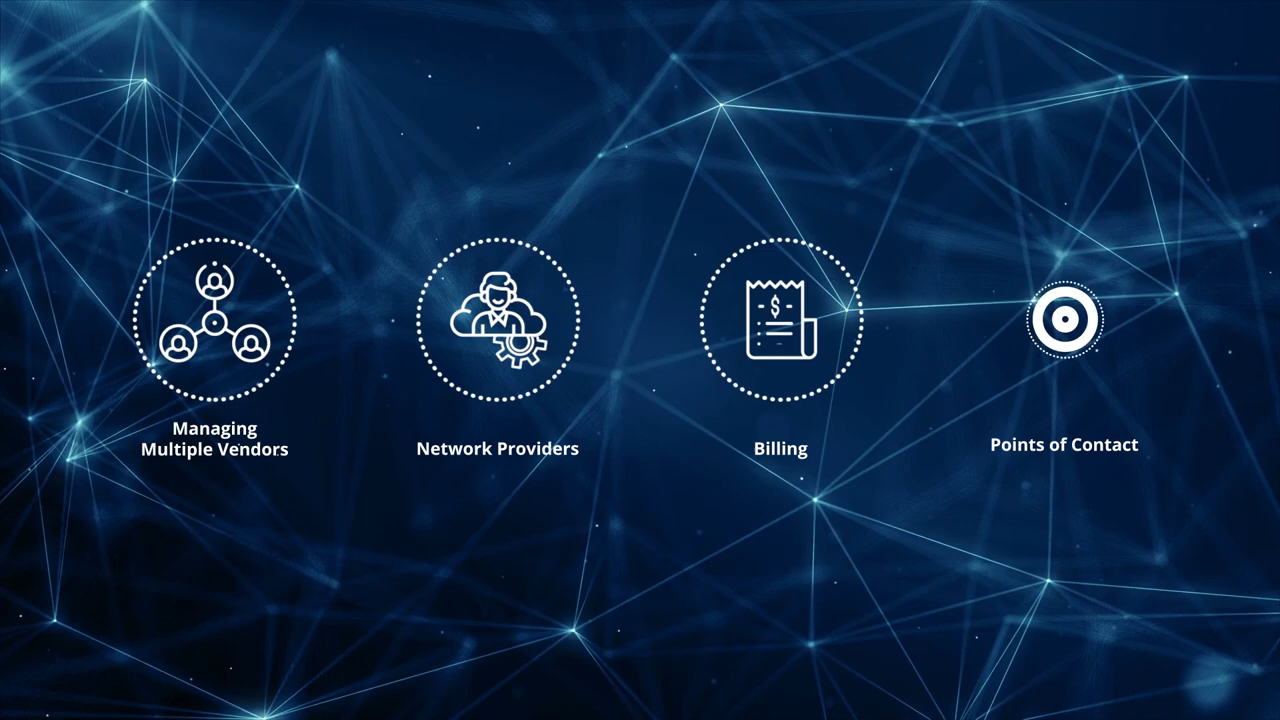 Managing
Multiple Vendors
Network Providers
$
Billing
Points of Contact